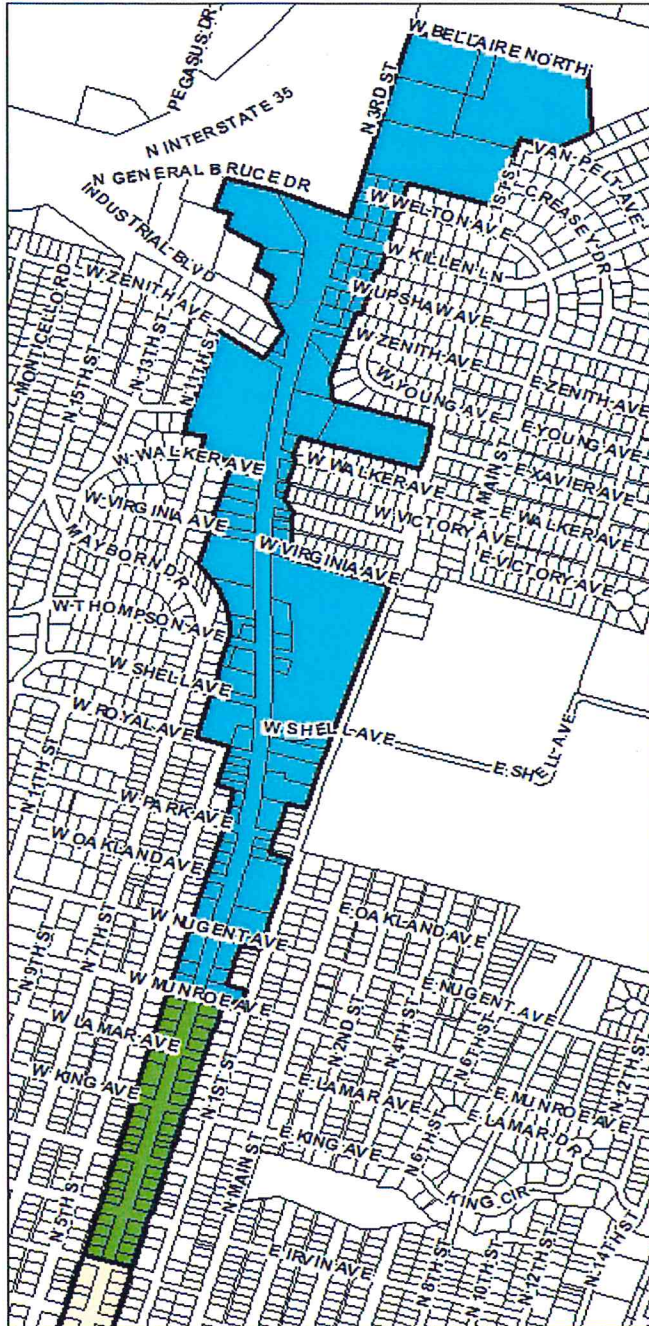 PEGASUS DR
W BELLAIRE NORTH
N 3RD ST
N INTERSTATE 35
N GENERAL BRUCE DR
VAN PELT AVE
INDUSTRIAL BLVD
1ST ST
W WELTON AVE
CREASEY DR
W KILLEN LN
W ZENITH AVE
W UPSHAW AVE
MONTICELLO RD
N 15TH ST
N 13TH ST
N 11TH ST
W ZENITH AVE
E ZENITH AVE
W YOUNG AVE
E YOUNG AVE
N MAIN ST
W WALKER AVE
W WALKER AVE
E XAVIER AVE
E WALKER AVE
W VIRGINIA AVE
W VICTORY AVE
MAYBORN DR
W VIRGINIA AVE
E VICTORY AVE
W THOMPSON AVE
W SHELL AVE
W ROYAL AVE
W SHELL AVE
E SHELL AVE
N 11TH ST
W PARK AVE
W OAKLAND AVE
N 9TH ST
N 7TH ST
W NUGENT AVE
E OAKLAND AVE
W MUNROE AVE
E NUGENT AVE
W LAMAR AVE
N 2ND ST
N 4TH ST
N 6TH ST
N 12TH ST
W KING AVE
N 1ST ST
E LAMAR AVE
E MUNROE AVE
E LAMAR DR
E KING AVE
N 6TH ST
N MAIN ST
KING CIR
N 5TH ST
E IRVIN AVE
N 8TH ST
N 10TH ST
N 12TH ST
N 14TH ST